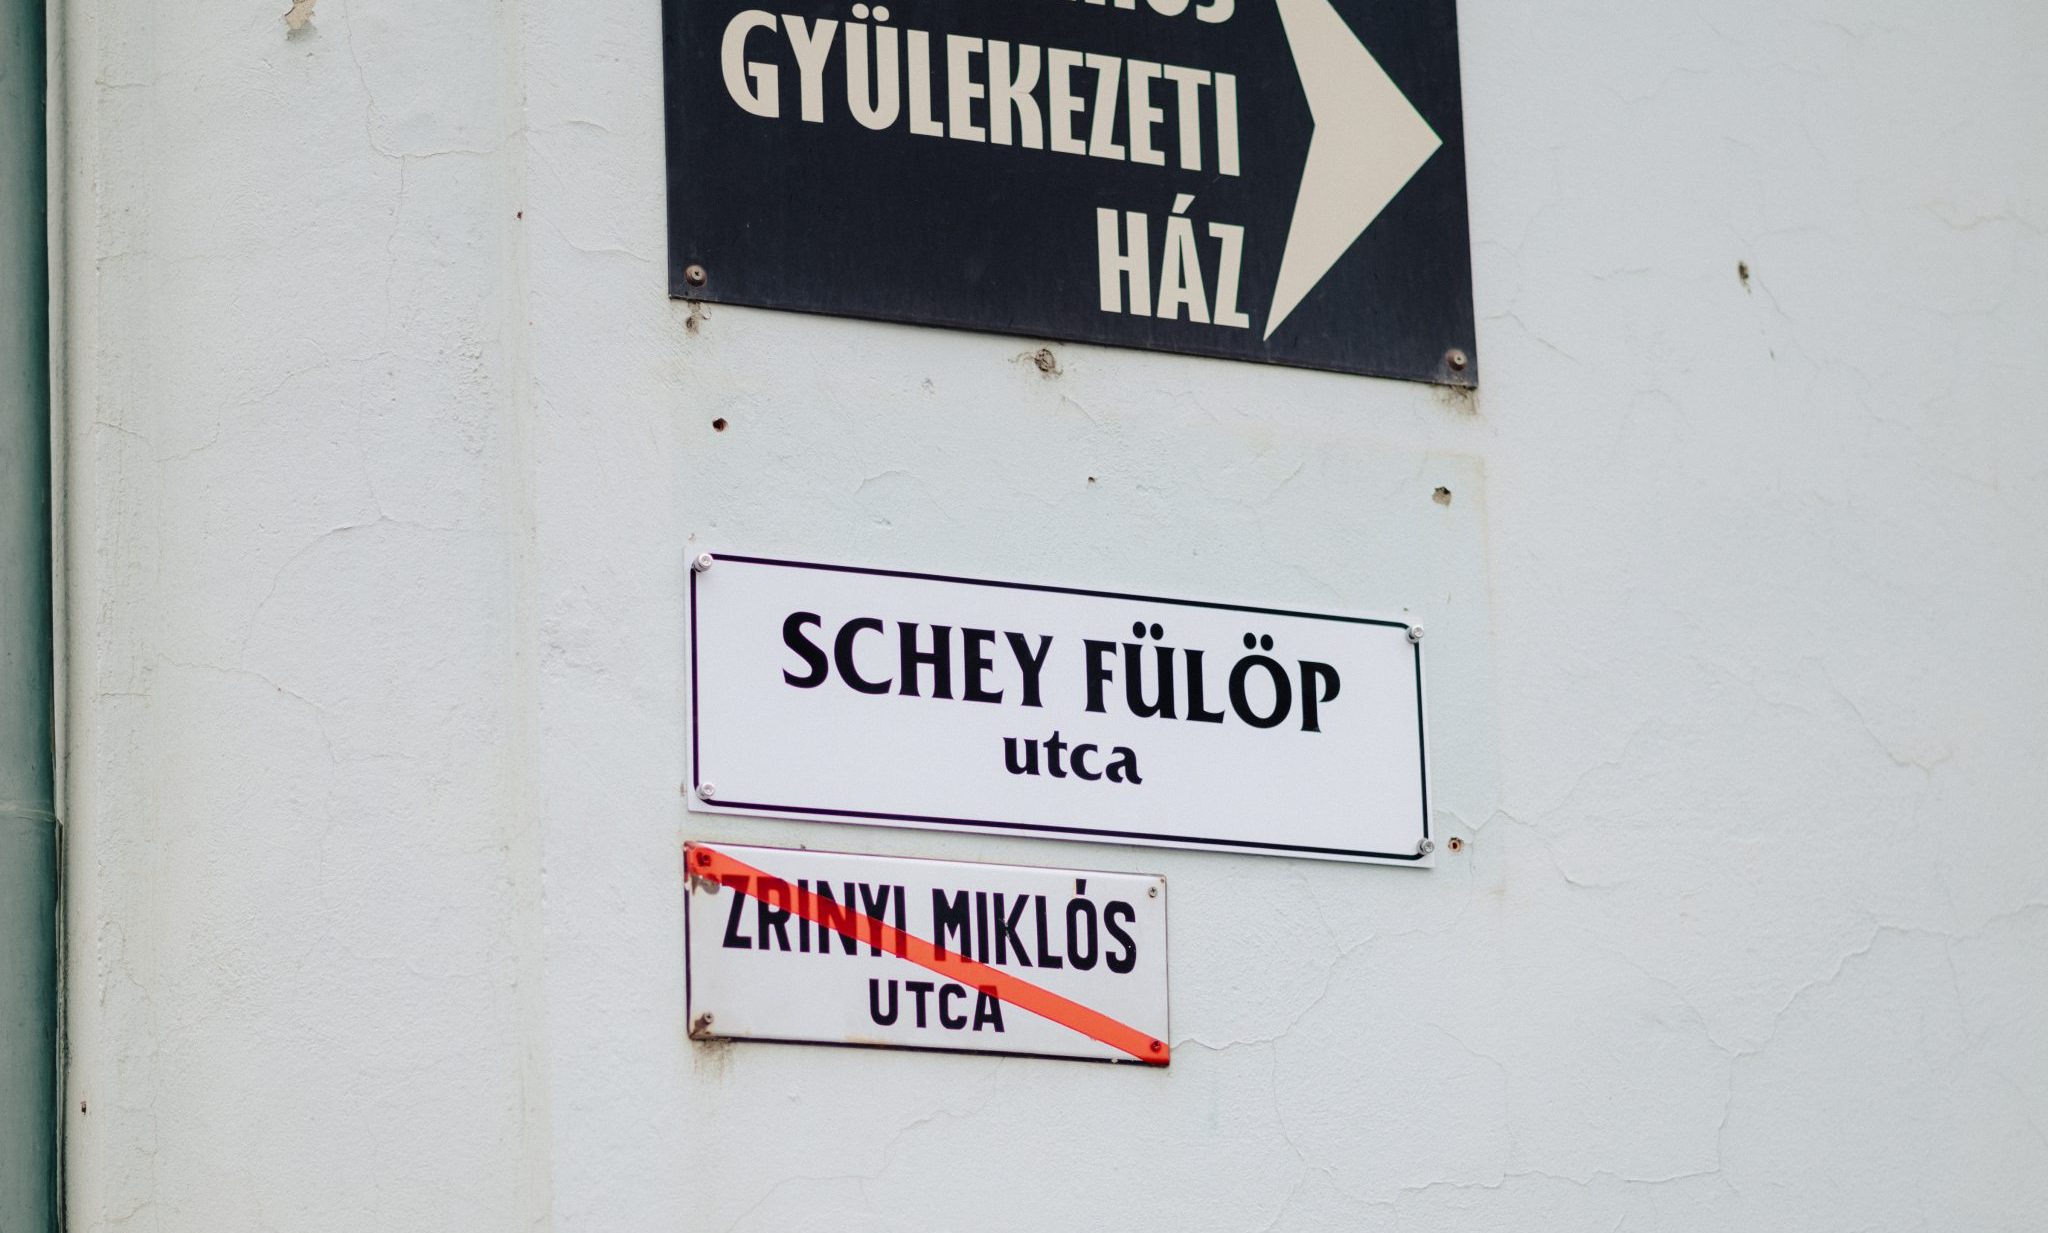 GYÜLEKEZETI
HÁZ
SCHEY FÜLÖP
utca
ZRINYI MIKLÓS
UTCA